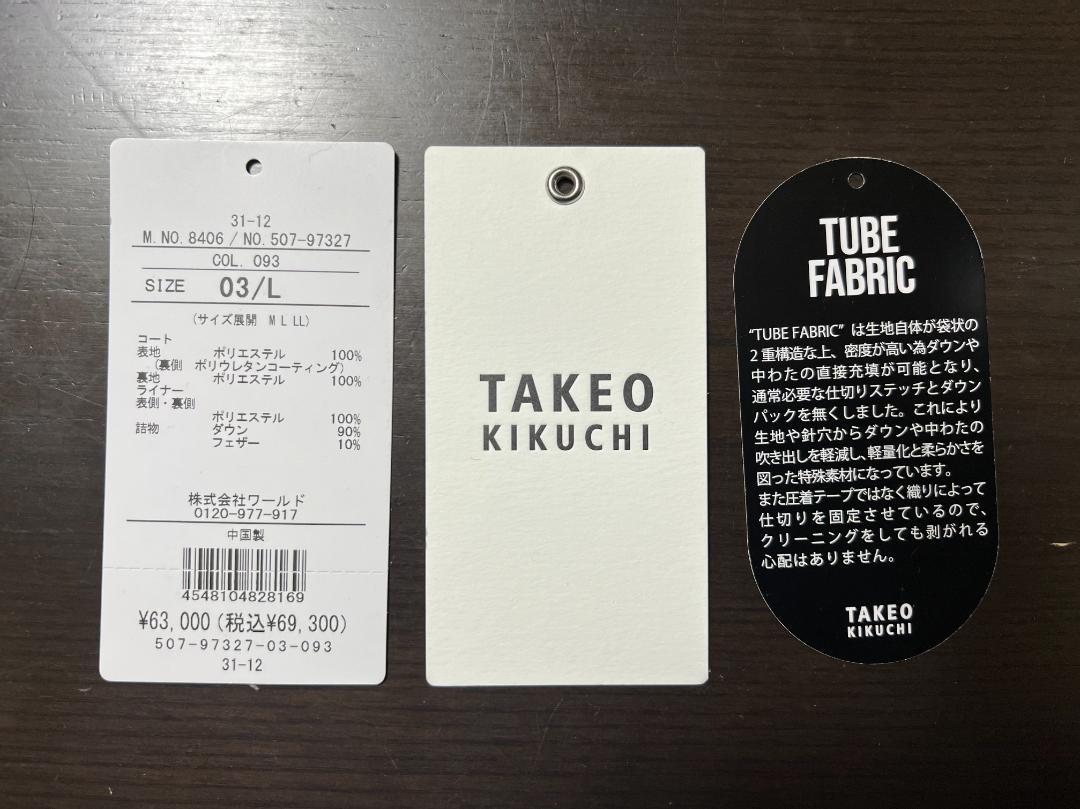 31-12
M.NO.8406 / NO.507-97327
COL. 093
SIZE 03/L
(サイズ展開 M L LL)
コート
表地 ポリエステル 100%
(裏側 ポリウレタンコーティング)
裏地 ポリエステル 100%
ライナー
表側・裏側
ポリエステル 100%
詰物 ダウン 90%
フェザー 10%
株式会社ワールド
0120-977-917
中国製
4548104828169
¥63,000(税込¥69,300)
507-97327-03-093
31-12
TAKEO
KIKUCHI
TUBE
FABRIC
“TUBE FABRIC” は生地自体が袋状の
2重構造な上、密度が高い為ダウンや
中わたの直接充填が可能となり、
通常必要な仕切りステッチとダウン
パックを無くしました。これにより
生地や針穴からダウンや中わたの
吹き出しを軽減し、軽量化と柔らかさを
図った特殊素材になっています。
また圧着テープではなく織りによって
仕切りを固定させているので、
クリーニングをしても剥がれる
心配はありません。
TAKEO
KIKUCHI